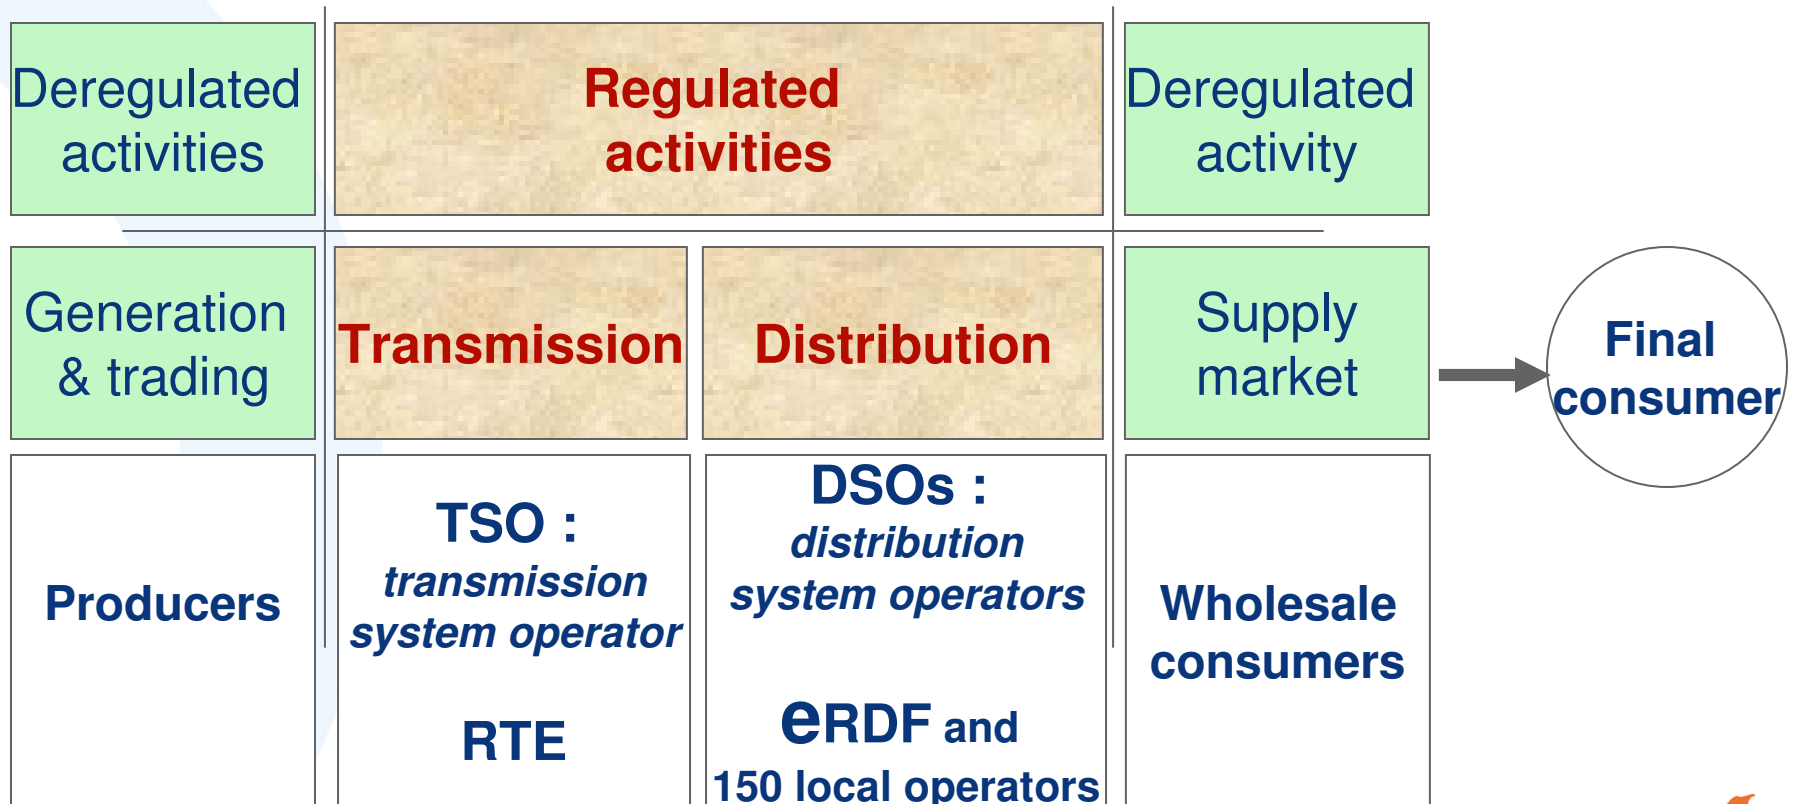 Deregulated
activities
Regulated
activities
Deregulated
activity
Generation
& trading
Transmission
Distribution
Supply
market
Final
consumer
Producers
TSO :
transmission
system operator
RTE
DSOs :
distribution
system operators
eRDF and
150 local operators
Wholesale
consumers